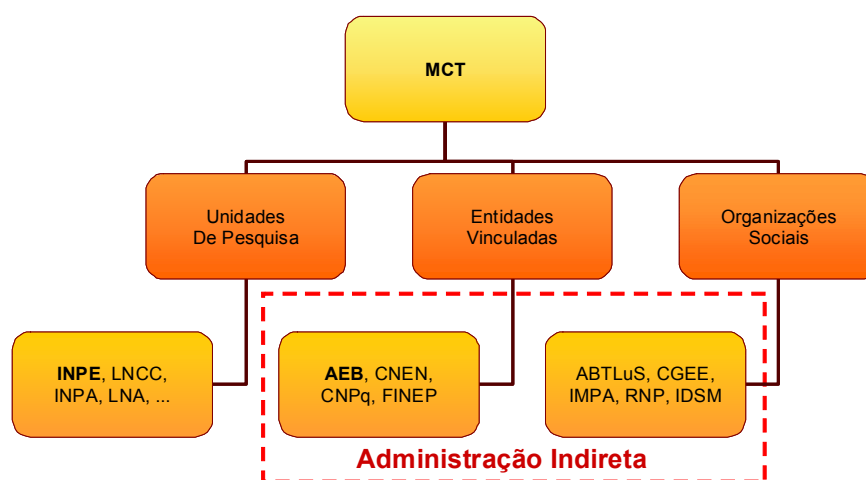 MCT
Unidades
De Pesquisa
Entidades
Vinculadas
Organizações
Sociais
INPE, LNCC,
INPA, LNA, ...
AEB, CNEN,
CNPq, FINEP
ABTLuS, CGEE,
IMPA, RNP, IDSM
Administração Indireta